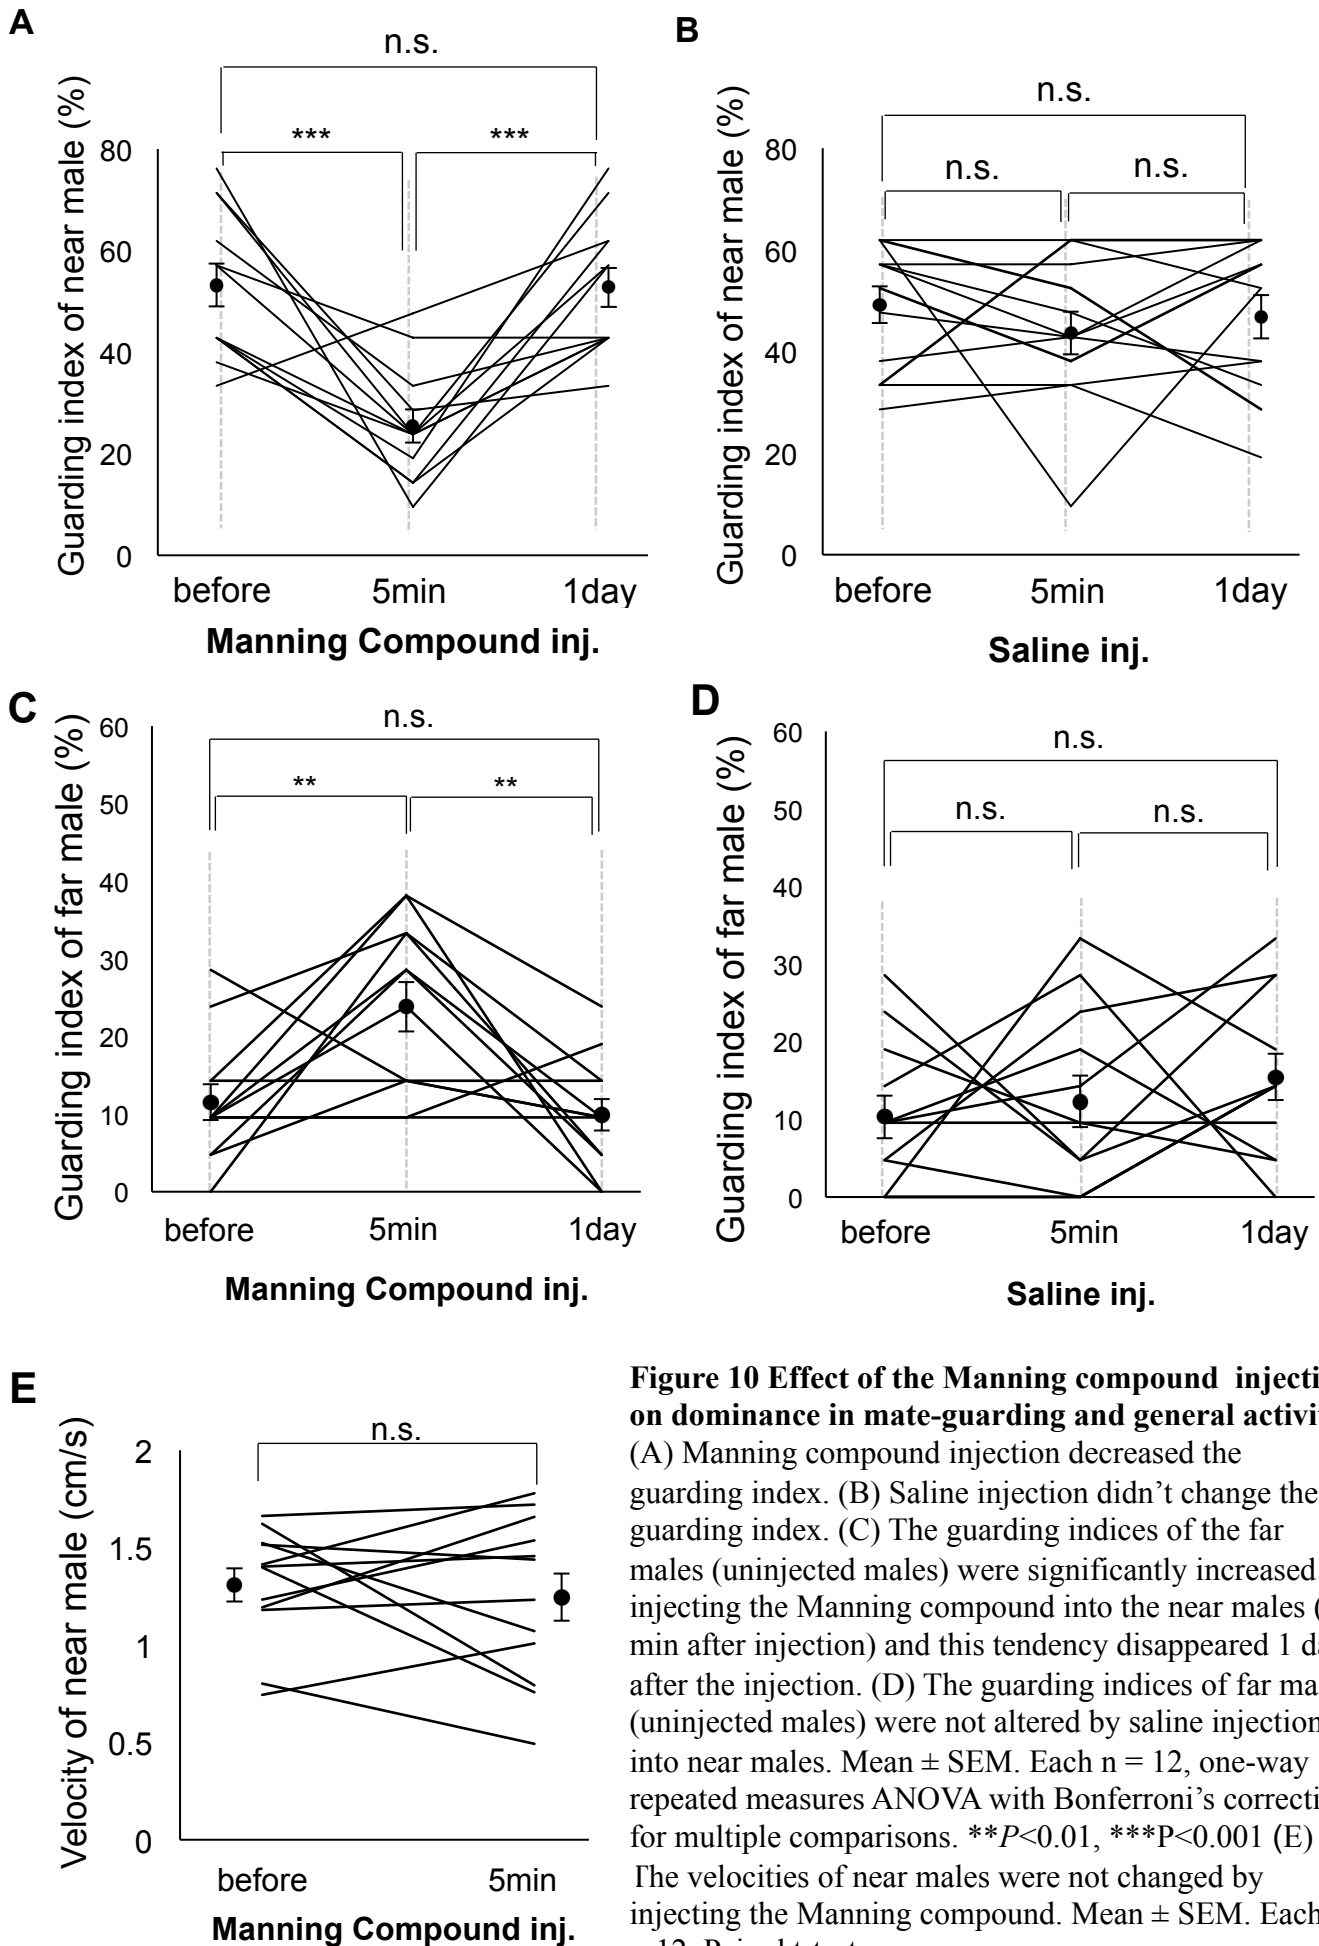 A
n.s.
***
***
Guarding index of near male (%)
80
60
40
20
0
before 5min 1day
Manning Compound inj.
B
n.s.
n.s.
n.s.
Guarding index of near male (%)
80
60
40
20
0
before 5min 1day
Saline inj.
C
n.s.
**
**
Guarding index of far male (%)
60
50
40
30
20
10
0
before 5min 1day
Manning Compound inj.
D
n.s.
n.s.
n.s.
Guarding index of far male (%)
60
50
40
30
20
10
0
before 5min 1day
Saline inj.
E
n.s.
Velocity of near male (cm/s)
2
1.5
1
0.5
0
before 5min
Manning Compound inj.
Figure 10 Effect of the Manning compound injecti
on dominance in mate-guarding and general activi
(A) Manning compound injection decreased the
guarding index. (B) Saline injection didn’t change the
guarding index. (C) The guarding indices of the far
males (uninjected males) were significantly increased
injecting the Manning compound into the near males (
min after injection) and this tendency disappeared 1 d
after the injection. (D) The guarding indices of far ma
(uninjected males) were not altered by saline injection
into near males. Mean ± SEM. Each n = 12, one-way
repeated measures ANOVA with Bonferroni’s correcti
for multiple comparisons. **P<0.01, ***P<0.001 (E)
The velocities of near males were not changed by
injecting the Manning compound. Mean ± SEM. Each